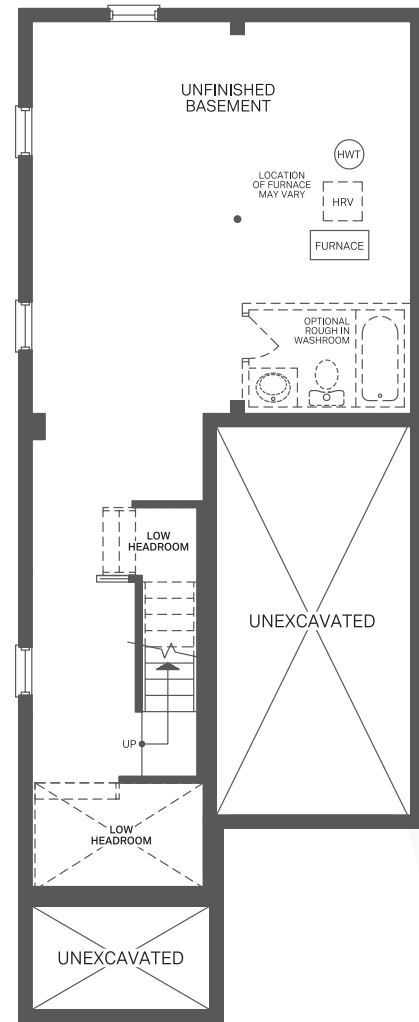 UNFINISHED
BASEMENT
HWT
LOCATION
OF FURNACE
MAY VARY
HRV
FURNACE
OPTIONAL
ROUGH IN
WASHROOM
LOW
HEADROOM
UNEXCAVATED
UP
LOW
HEADROOM
UNEXCAVATED